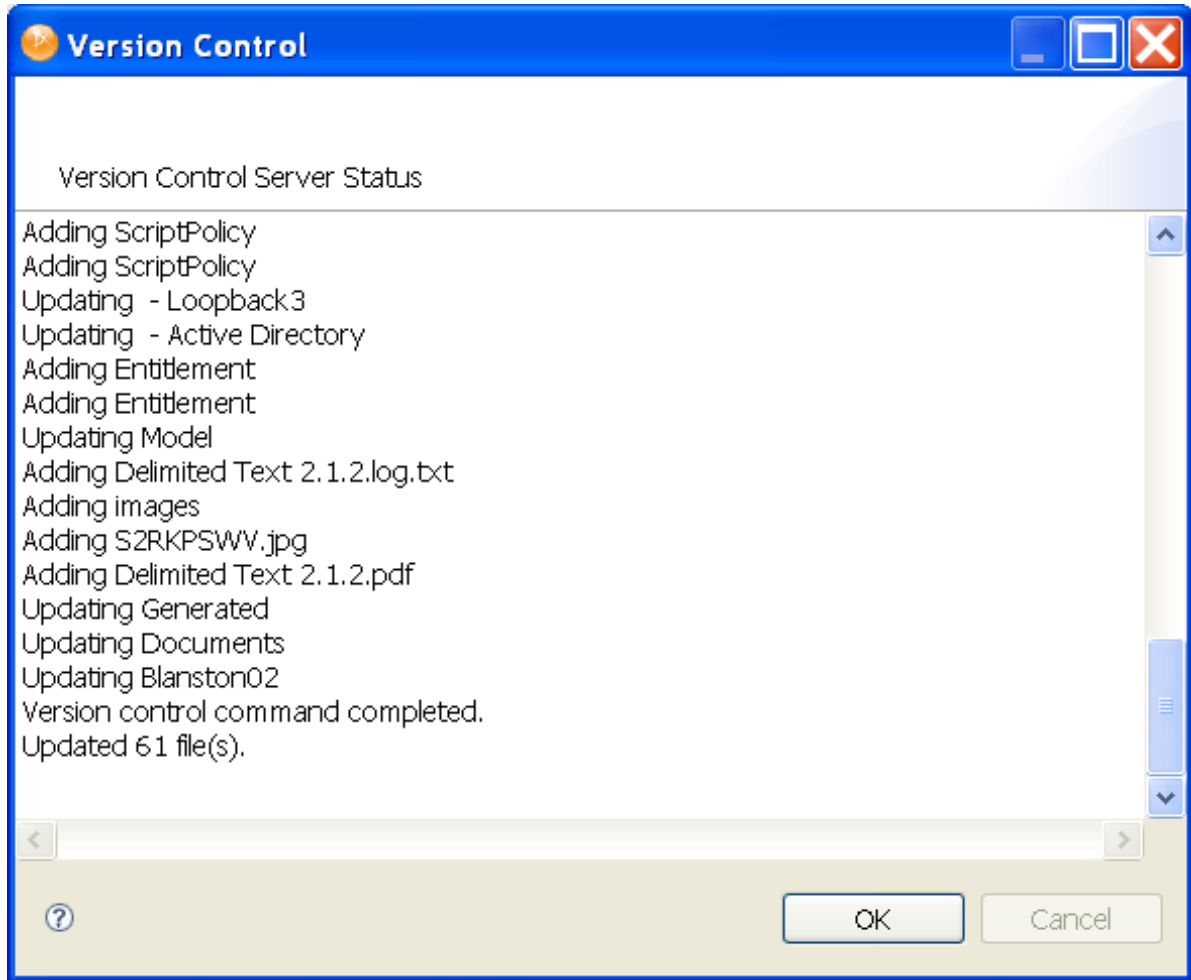 Version Control
Version Control Server Status
Adding ScriptPolicy
Adding ScriptPolicy
Updating  - Loopback3
Updating  - Active Directory
Adding Entitlement
Adding Entitlement
Updating Model
Adding Delimited Text 2.1.2.log.txt
Adding images
Adding S2RKPSWV.jpg
Adding Delimited Text 2.1.2.pdf
Updating Generated
Updating Documents
Updating Blanston02
Version control command completed.
Updated 61 file(s).
OK
Cancel